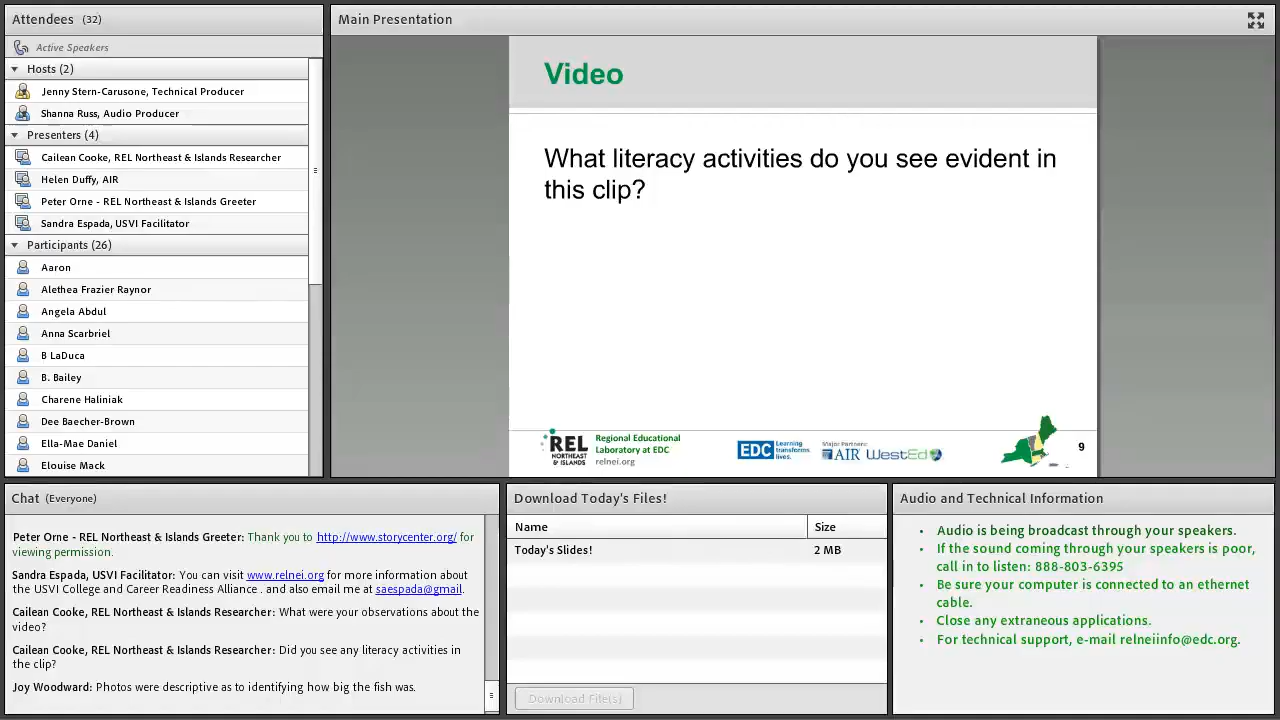 Attendees (32)
Active Speakers
Hosts (2)
Jenny Stern-Carusone, Technical Producer
Shanna Russ, Audio Producer
Presenters (4)
Cailean Cooke, REL Northeast & Islands Researcher
Helen Duffy, AIR
Peter Orne - REL Northeast & Islands Greeter
Sandra Espada, USVI Facilitator
Participants (26)
Aaron
Alethea Frazier Raynor
Angela Abdul
Anna Scarbriel
B LaDuca
B. Bailey
Charene Haliniak
Dee Baecher-Brown
Ella-Mae Daniel
Elouise Mack
Main Presentation
Video
What literacy activities do you see evident in
this clip?
REL
NORTHEAST
& ISLANDS
Regional Educational
Laboratory at EDC
relnei.org
EDC
Learning
transforms
lives.
Major Partners:
AIR WestEd
9
Chat (Everyone)
Peter Orne - REL Northeast & Islands Greeter: Thank you to http://www.storycenter.org/ for
viewing permission.
Sandra Espada, USVI Facilitator: You can visit www.relnei.org for more information about
the USVI College and Career Readiness Alliance . and also email me at saespada@gmail.
Cailean Cooke, REL Northeast & Islands Researcher: What were your observations about the
video?
Cailean Cooke, REL Northeast & Islands Researcher: Did you see any literacy activities in
the clip?
Joy Woodward: Photos were descriptive as to identifying how big the fish was.
Download Today's Files!
Name Size
Today's Slides! 2 MB
Download File(s)
Audio and Technical Information
• Audio is being broadcast through your speakers.
• If the sound coming through your speakers is poor,
call in to listen: 888-803-6395
• Be sure your computer is connected to an ethernet
cable.
• Close any extraneous applications.
• For technical support, e-mail relneiinfo@edc.org.